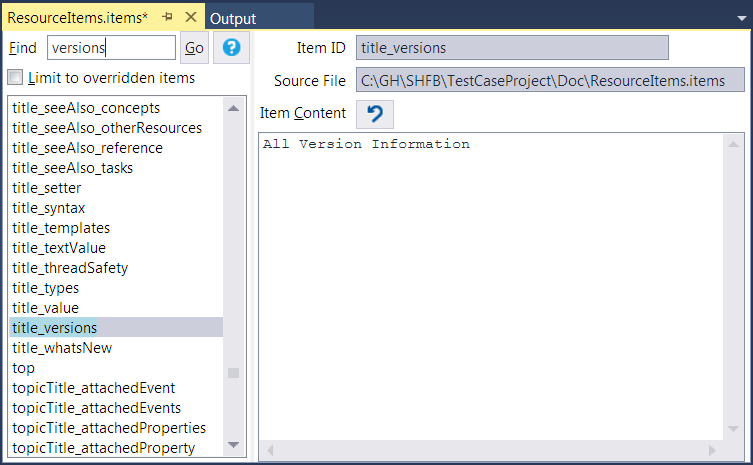 ResourceItems.items*
Output
Find
versions
Go
?
Limit to overridden items
title_seeAlso_concepts
title_seeAlso_otherResources
title_seeAlso_reference
title_seeAlso_tasks
title_setter
title_syntax
title_templates
title_textValue
title_threadSafety
title_types
title_value
title_versions
title_whatsNew
top
topicTitle_attachedEvent
topicTitle_attachedEvents
topicTitle_attachedProperties
topicTitle_attachedProperty
Item ID
title_versions
Source File
C:\GH\SHFB\TestCaseProject\Doc\ResourceItems.items
Item Content
All Version Information